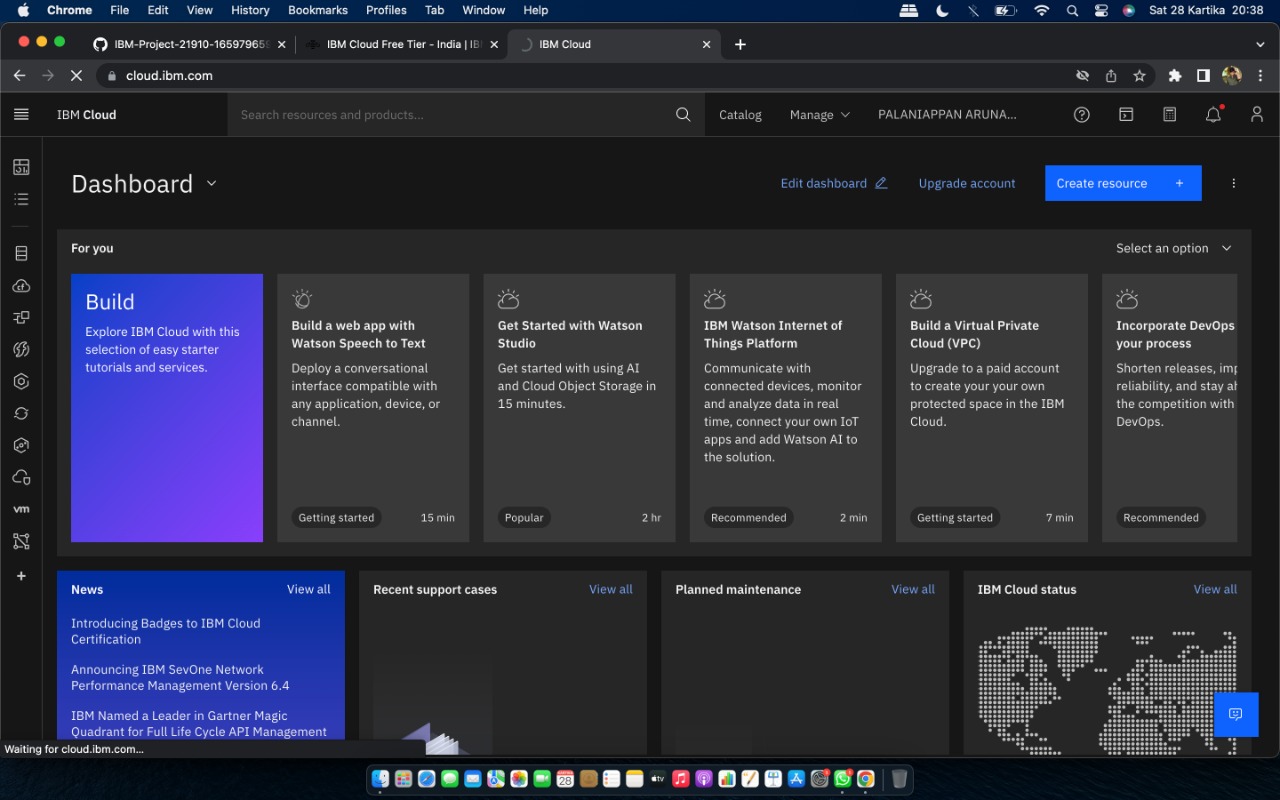 Chrome File Edit View History Bookmarks Profiles Tab Window Help Sat 28 Kartika 20:38
IBM-Project-21910-165979659 IBM Cloud Free Tier - India | IBM IBM Cloud
cloud.ibm.com
IBM Cloud Search resources and products... Catalog Manage PALANIAPPAN ARUNA...
Dashboard Edit dashboard Upgrade account Create resource +
For you Select an option
Build
Explore IBM Cloud with this
selection of easy starter
tutorials and services.
Build a web app with
Watson Speech to Text
Deploy a conversational
interface compatible with
any application, device, or
channel.
Getting started 15 min
Get Started with Watson
Studio
Get started with using AI
and Cloud Object Storage in
15 minutes.
Popular 2 hr
IBM Watson Internet of
Things Platform
Communicate with
connected devices, monitor
and analyze data in real
time, connect your own IoT
apps and add Watson AI to
the solution.
Recommended 2 min
Build a Virtual Private
Cloud (VPC)
Upgrade to a paid account
to create your your own
protected space in the IBM
Cloud.
Getting started 7 min
Incorporate DevOps
your process
Shorten releases, imp
reliability, and stay ah
the competition with
DevOps.
Recommended
vm
News View all
Introducing Badges to IBM Cloud
Certification
Announcing IBM SevOne Network
Performance Management Version 6.4
IBM Named a Leader in Gartner Magic
Quadrant for Full Life Cycle API Management
Recent support cases View all
Planned maintenance View all
IBM Cloud status View all
Waiting for cloud.ibm.com...
28
tv